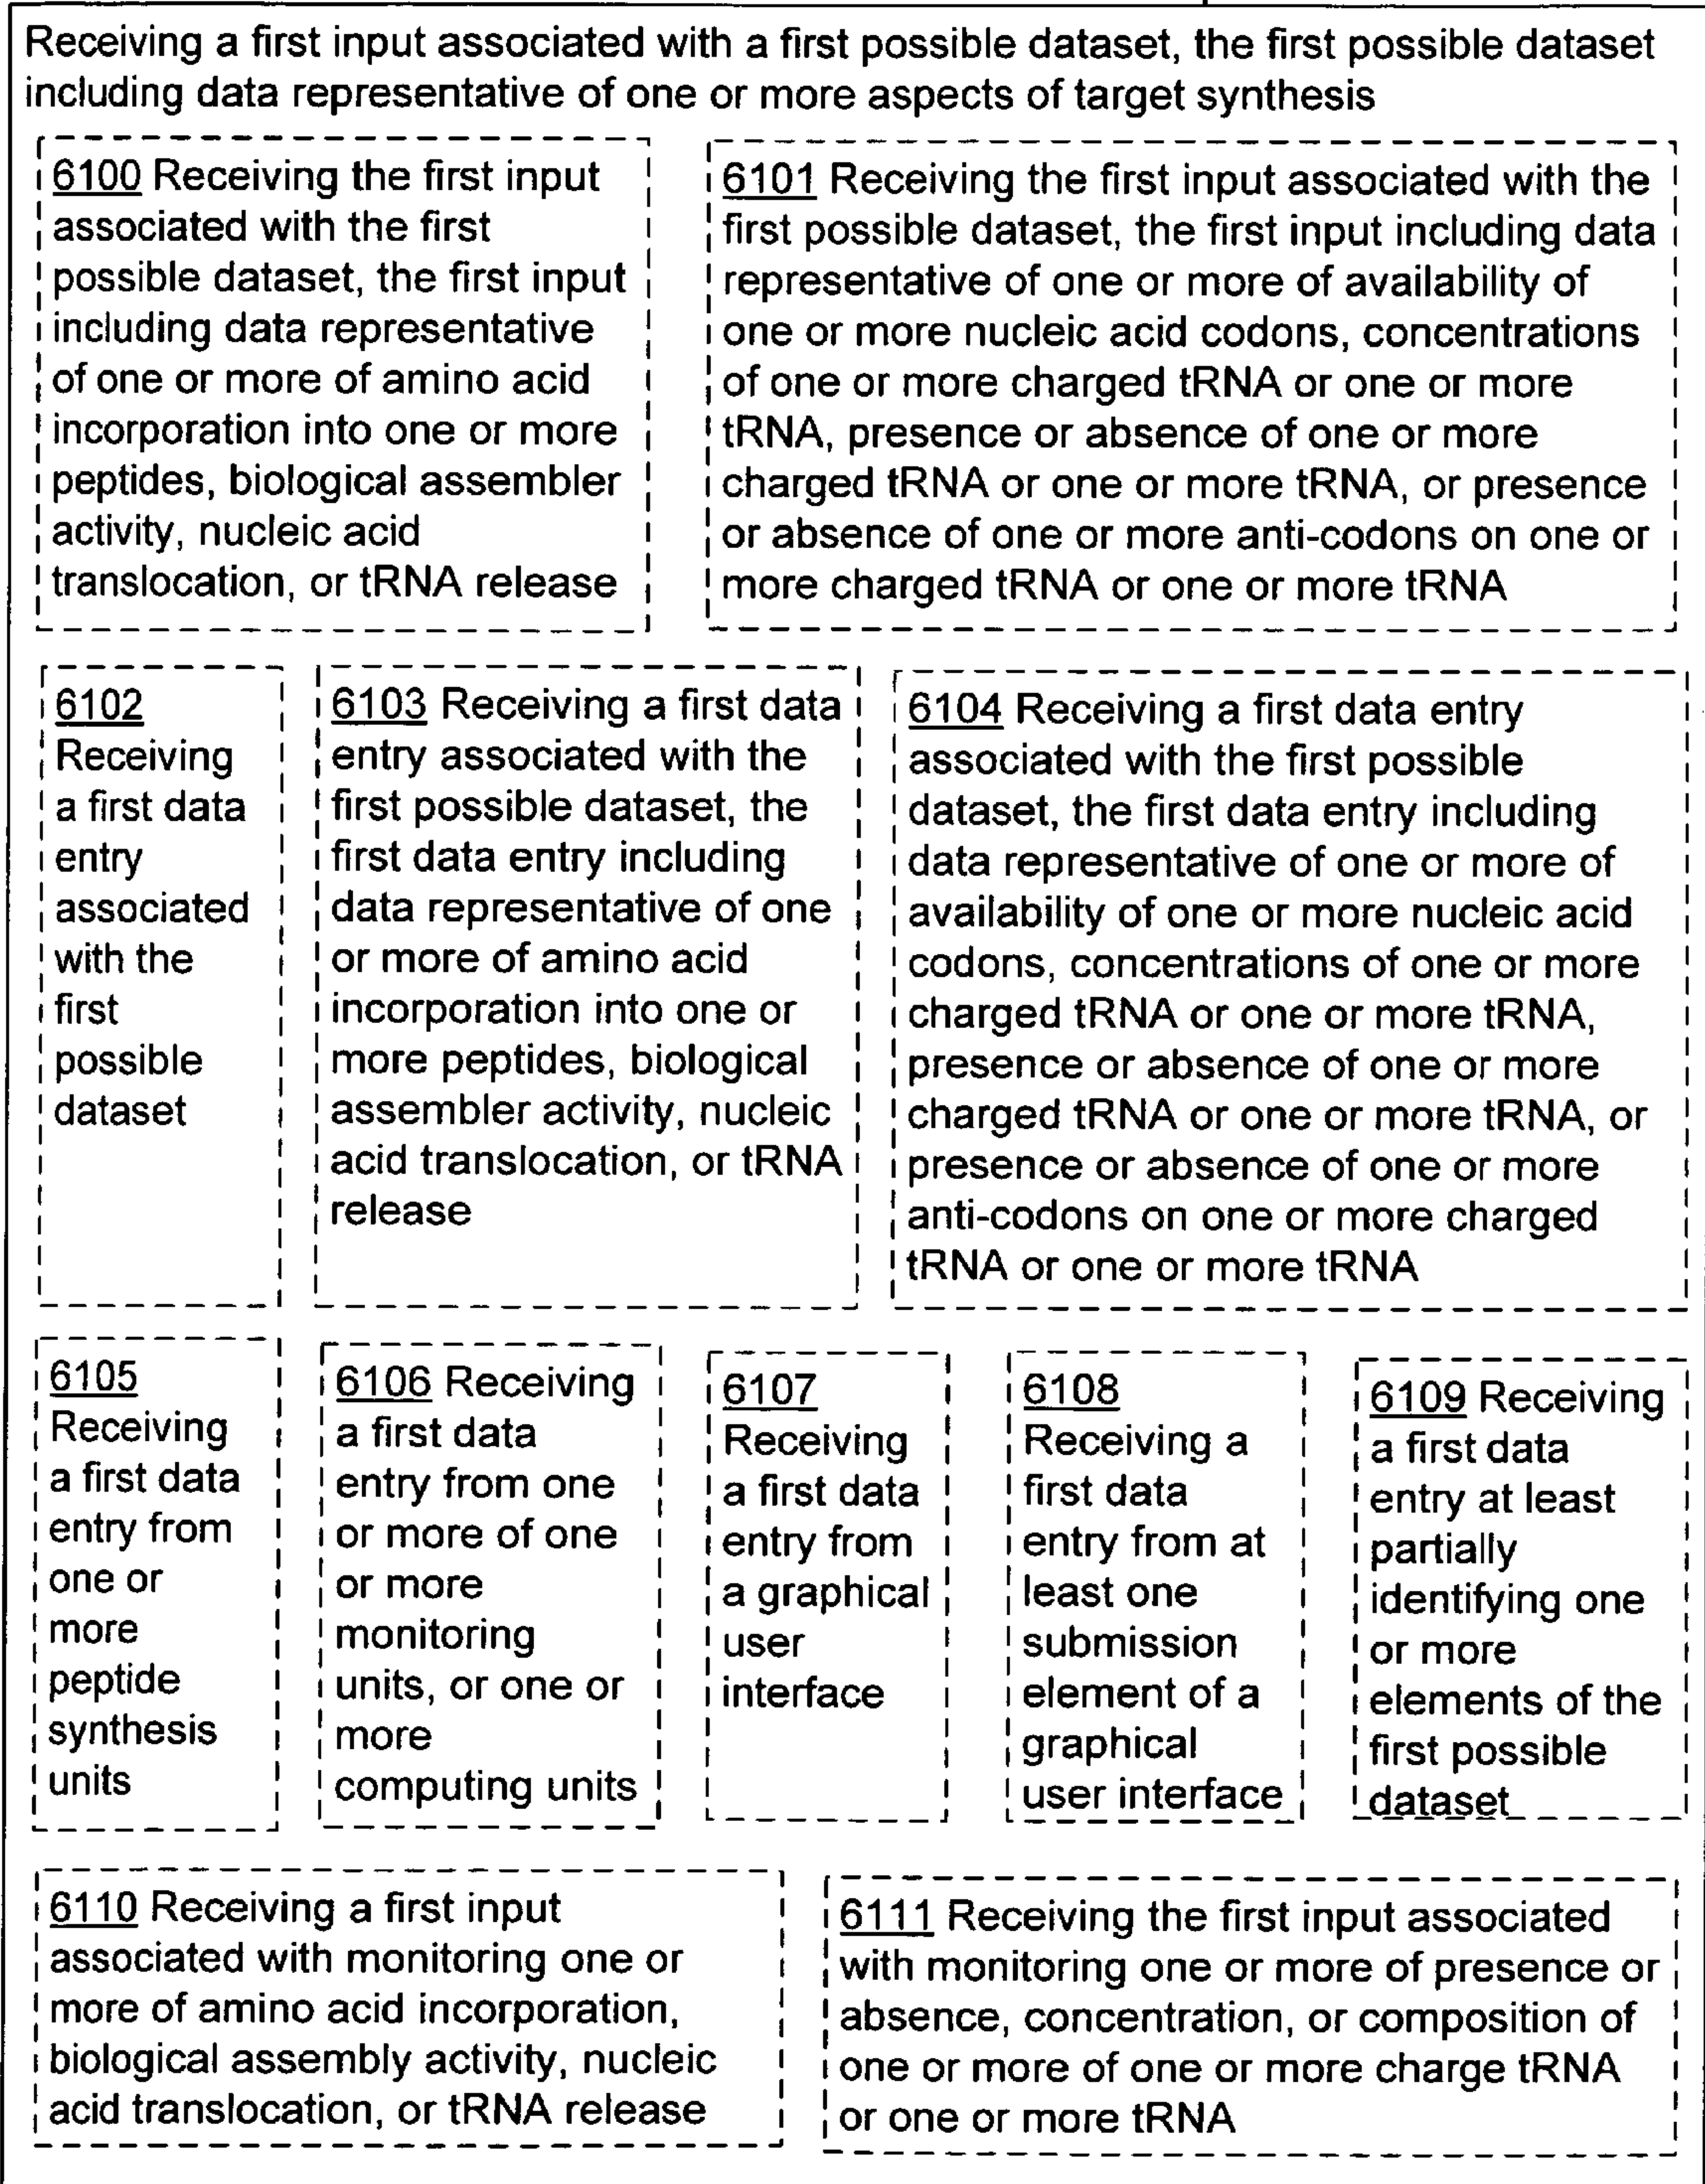 Receiving a first input associated with a first possible dataset, the first possible dataset
including data representative of one or more aspects of target synthesis
6100 Receiving the first input
associated with the first
possible dataset, the first input
including data representative
of one or more of amino acid
incorporation into one or more
peptides, biological assembler
activity, nucleic acid
translocation, or tRNA release
6101 Receiving the first input associated with the
first possible dataset, the first input including data
representative of one or more of availability of
one or more nucleic acid codons, concentrations
of one or more charged tRNA or one or more
tRNA, presence or absence of one or more
charged tRNA or one or more tRNA, or presence
or absence of one or more anti-codons on one or
more charged tRNA or one or more tRNA
6102
Receiving
a first data
entry
associated
with the
first
possible
dataset
6103 Receiving a first data
entry associated with the
first possible dataset, the
first data entry including
data representative of one
or more of amino acid
incorporation into one or
more peptides, biological
assembler activity, nucleic
acid translocation, or tRNA
release
6104 Receiving a first data entry
associated with the first possible
dataset, the first data entry including
data representative of one or more of
availability of one or more nucleic acid
codons, concentrations of one or more
charged tRNA or one or more tRNA,
presence or absence of one or more
charged tRNA or one or more tRNA, or
presence or absence of one or more
anti-codons on one or more charged
tRNA or one or more tRNA
6105
Receiving
a first data
entry from
one or
more
peptide
synthesis
units
6106 Receiving
a first data
entry from one
or more of one
or more
monitoring
units, or one or
more
computing units
6107
Receiving
a first data
entry from
a graphical
user
interface
6108
Receiving a
first data
entry from at
least one
submission
element of a
graphical
user interface
6109 Receiving
a first data
entry at least
partially
identifying one
or more
elements of the
first possible
dataset
6110 Receiving a first input
associated with monitoring one or
more of amino acid incorporation,
biological assembly activity, nucleic
acid translocation, or tRNA release
6111 Receiving the first input associated
with monitoring one or more of presence or
absence, concentration, or composition of
one or more of one or more charge tRNA
or one or more tRNA